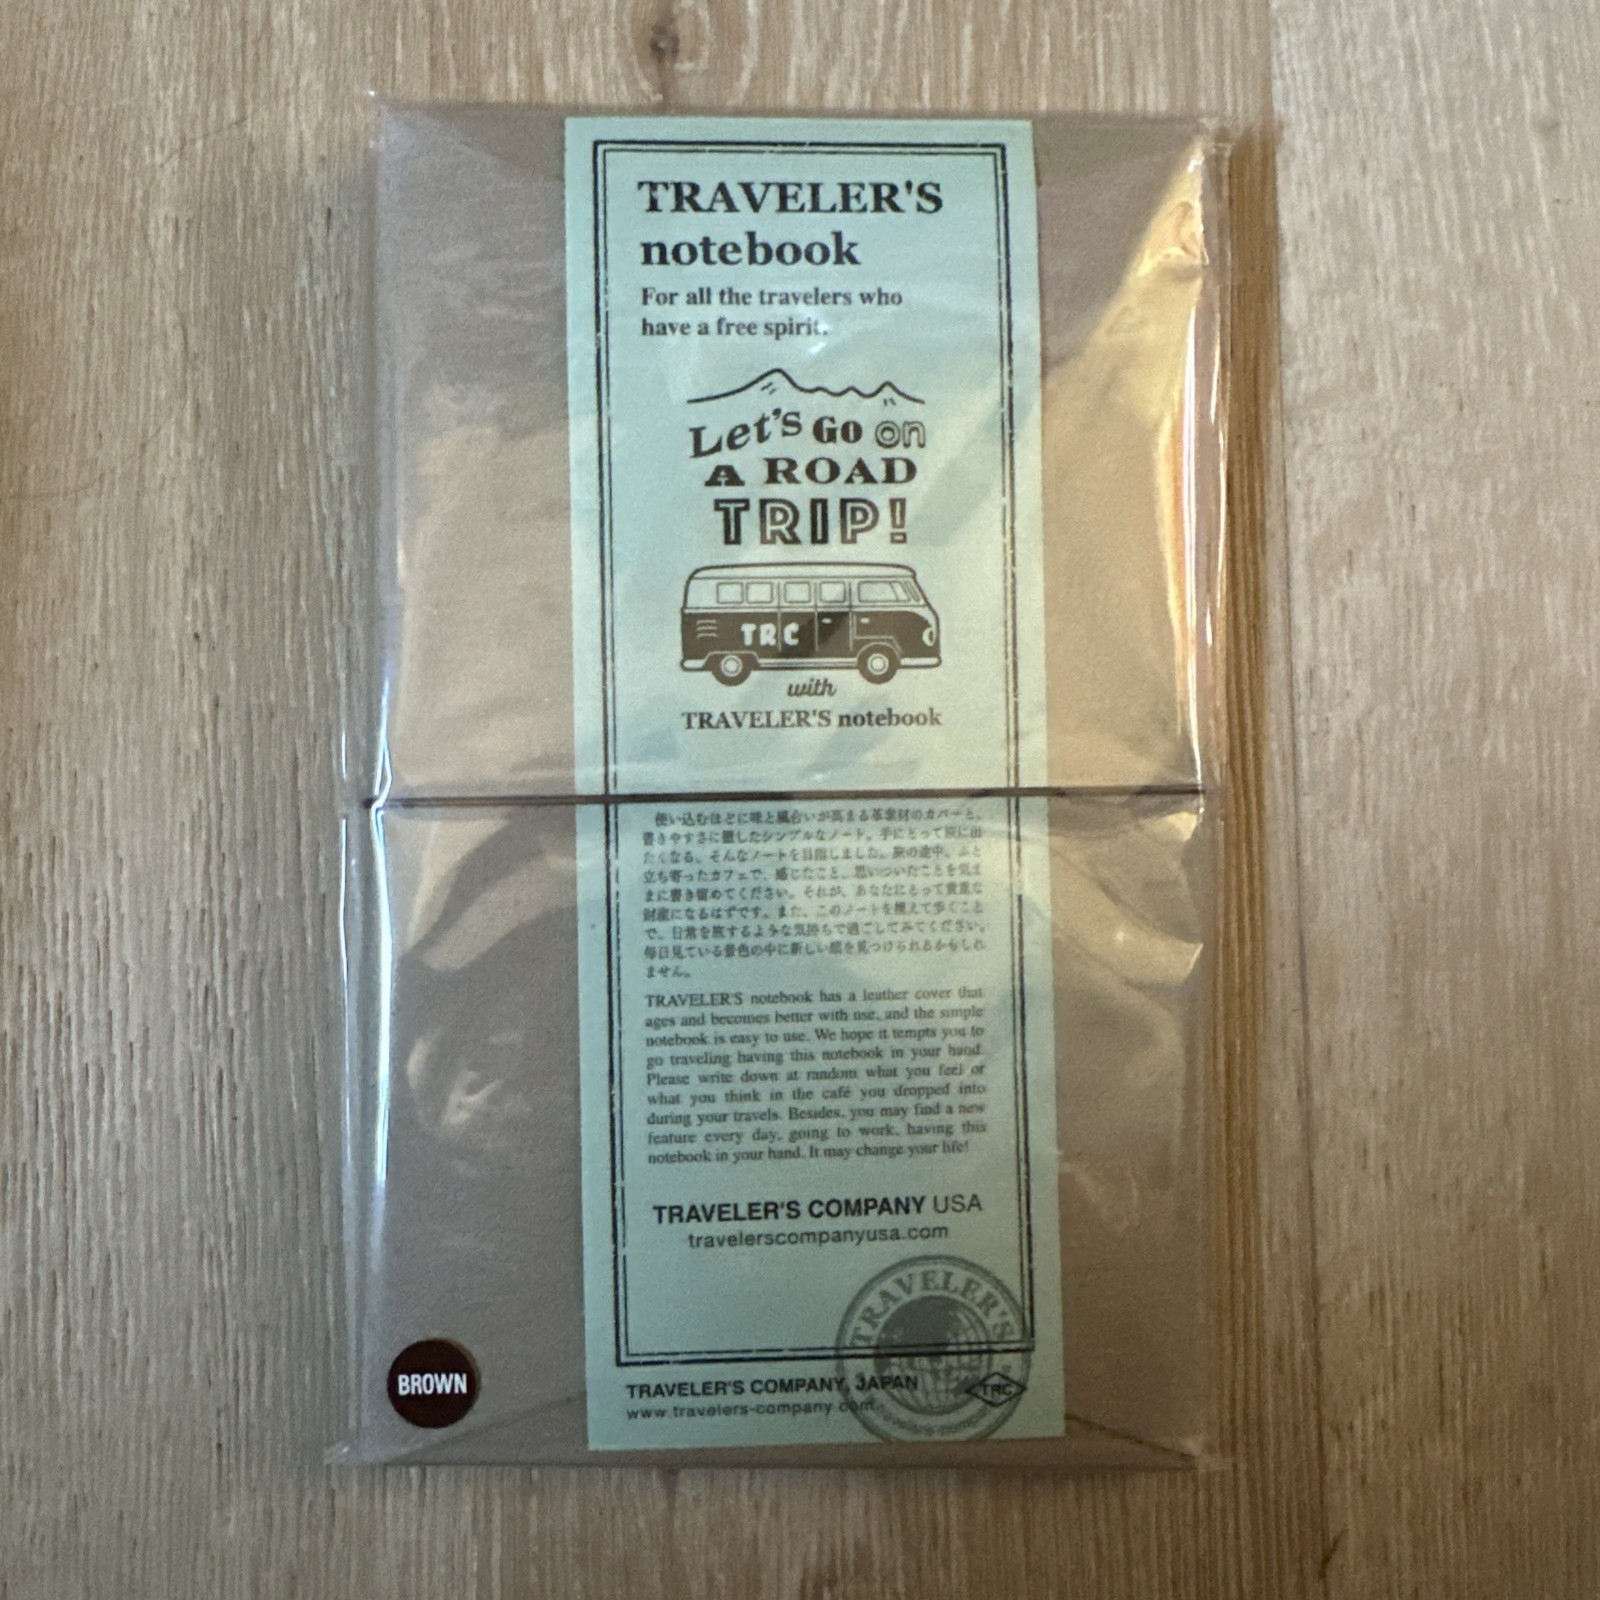 TRAVELER'S
notebook
For all the travelers who
have a free spirit.
Let's Go on
A ROAD
TRIP!
TRC
with
TRAVELER'S notebook
使い込むほどに味と風合いが高まる革素材のカバーと、
書きやすさに徹したシンプルなノート。手にとって旅に出
たくなる、そんなノートを目指しました。旅の途中、ふと
立ち寄ったカフェで、感じたこと、思いついたことを気ま
まに書き留めてください。それが、あなたにとって貴重な
財産になるはずです。また、このノートを携えて歩くこと
で、日常を旅するような気持ちで過ごしてみてください。
毎日見ている景色の中に新しい顔を見つけられるかもしれ
ません。
TRAVELER'S notebook has a leather cover that
ages and becomes better with use, and the simple
notebook is easy to use. We hope it tempts you to
go traveling having this notebook in your hand.
Please write down at random what you feel or
what you think in the café you dropped into
during your travels. Besides, you may find a new
feature every day, going to work, having this
notebook in your hand. It may change your life!
TRAVELER'S COMPANY USA
travelerscompanyusa.com
TRAVELER'S
BROWN
TRAVELER'S COMPANY, JAPAN
www.travelers-company.com
TRC